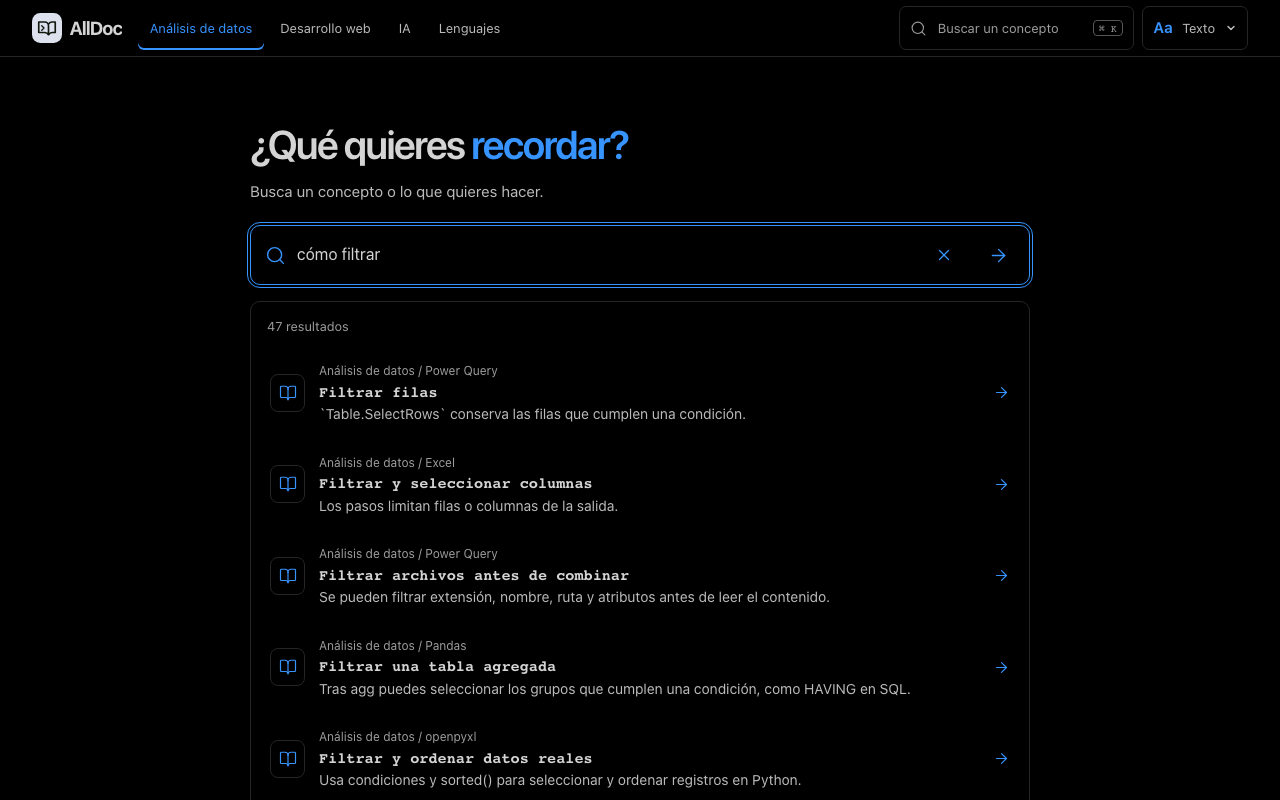 AllDoc
Análisis de datos
Desarrollo web
IA
Lenguajes
Buscar un concepto
⌘ K
Aa Texto
¿Qué quieres recordar?
Busca un concepto o lo que quieres hacer.
cómo filtrar
47 resultados
Análisis de datos / Power Query
Filtrar filas
`Table.SelectRows` conserva las filas que cumplen una condición.
Análisis de datos / Excel
Filtrar y seleccionar columnas
Los pasos limitan filas o columnas de la salida.
Análisis de datos / Power Query
Filtrar archivos antes de combinar
Se pueden filtrar extensión, nombre, ruta y atributos antes de leer el contenido.
Análisis de datos / Pandas
Filtrar una tabla agregada
Tras agg puedes seleccionar los grupos que cumplen una condición, como HAVING en SQL.
Análisis de datos / openpyxl
Filtrar y ordenar datos reales
Usa condiciones y sorted() para seleccionar y ordenar registros en Python.